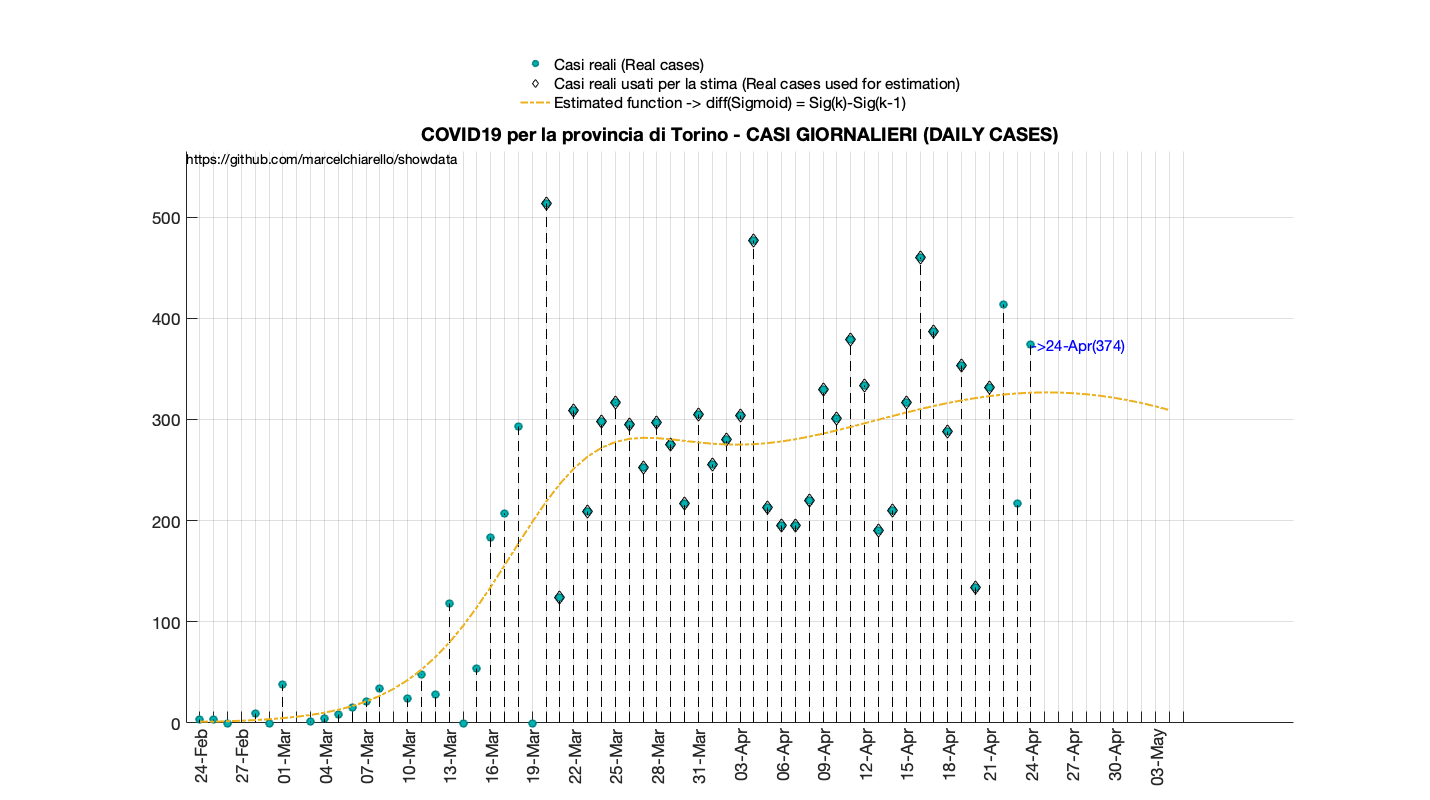 Casi reali (Real cases)
Casi reali usati per la stima (Real cases used for estimation)
Estimated function -> diff(Sigmoid) = Sig(k)-Sig(k-1)
COVID19 per la provincia di Torino - CASI GIORNALIERI (DAILY CASES)
https://github.com/marcelchiarello/showdata
500
400
->24-Apr(374)
300
200
100
0
24-Feb
27-Feb
01-Mar
04-Mar
07-Mar
10-Mar
13-Mar
16-Mar
19-Mar
22-Mar
25-Mar
28-Mar
31-Mar
03-Apr
06-Apr
09-Apr
12-Apr
15-Apr
18-Apr
21-Apr
24-Apr
27-Apr
30-Apr
03-May